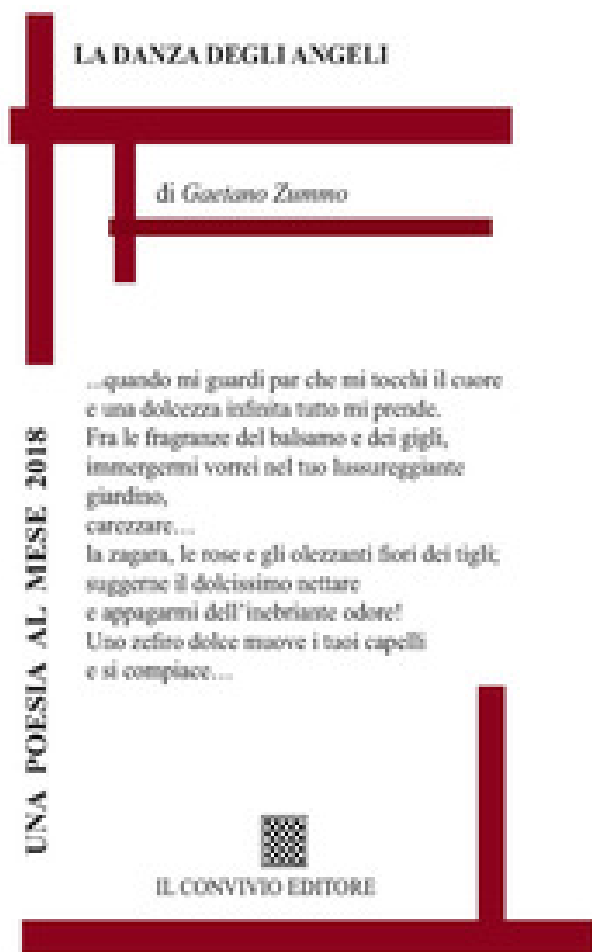 LA DANZA DEGLI ANGELI
di Gaetano Zummo
...quando mi guardi par che mi tocchi il cuore
e una dolcezza infinita tutto mi prende.
Fra le fragranze del balsamo e dei gigli,
immergermi vorrei nel tuo lussureggiante
giardino,
carezzare…
la zagara, le rose e gli olezzanti fiori dei tigli;
suggerne il dolcissimo nettare
e appagarmi dell’inebriante odore!
Uno zefiro dolce muove i tuoi capelli
e si compiace…
UNA POESIA AL MESE 2018
IL CONVIVIO EDITORE